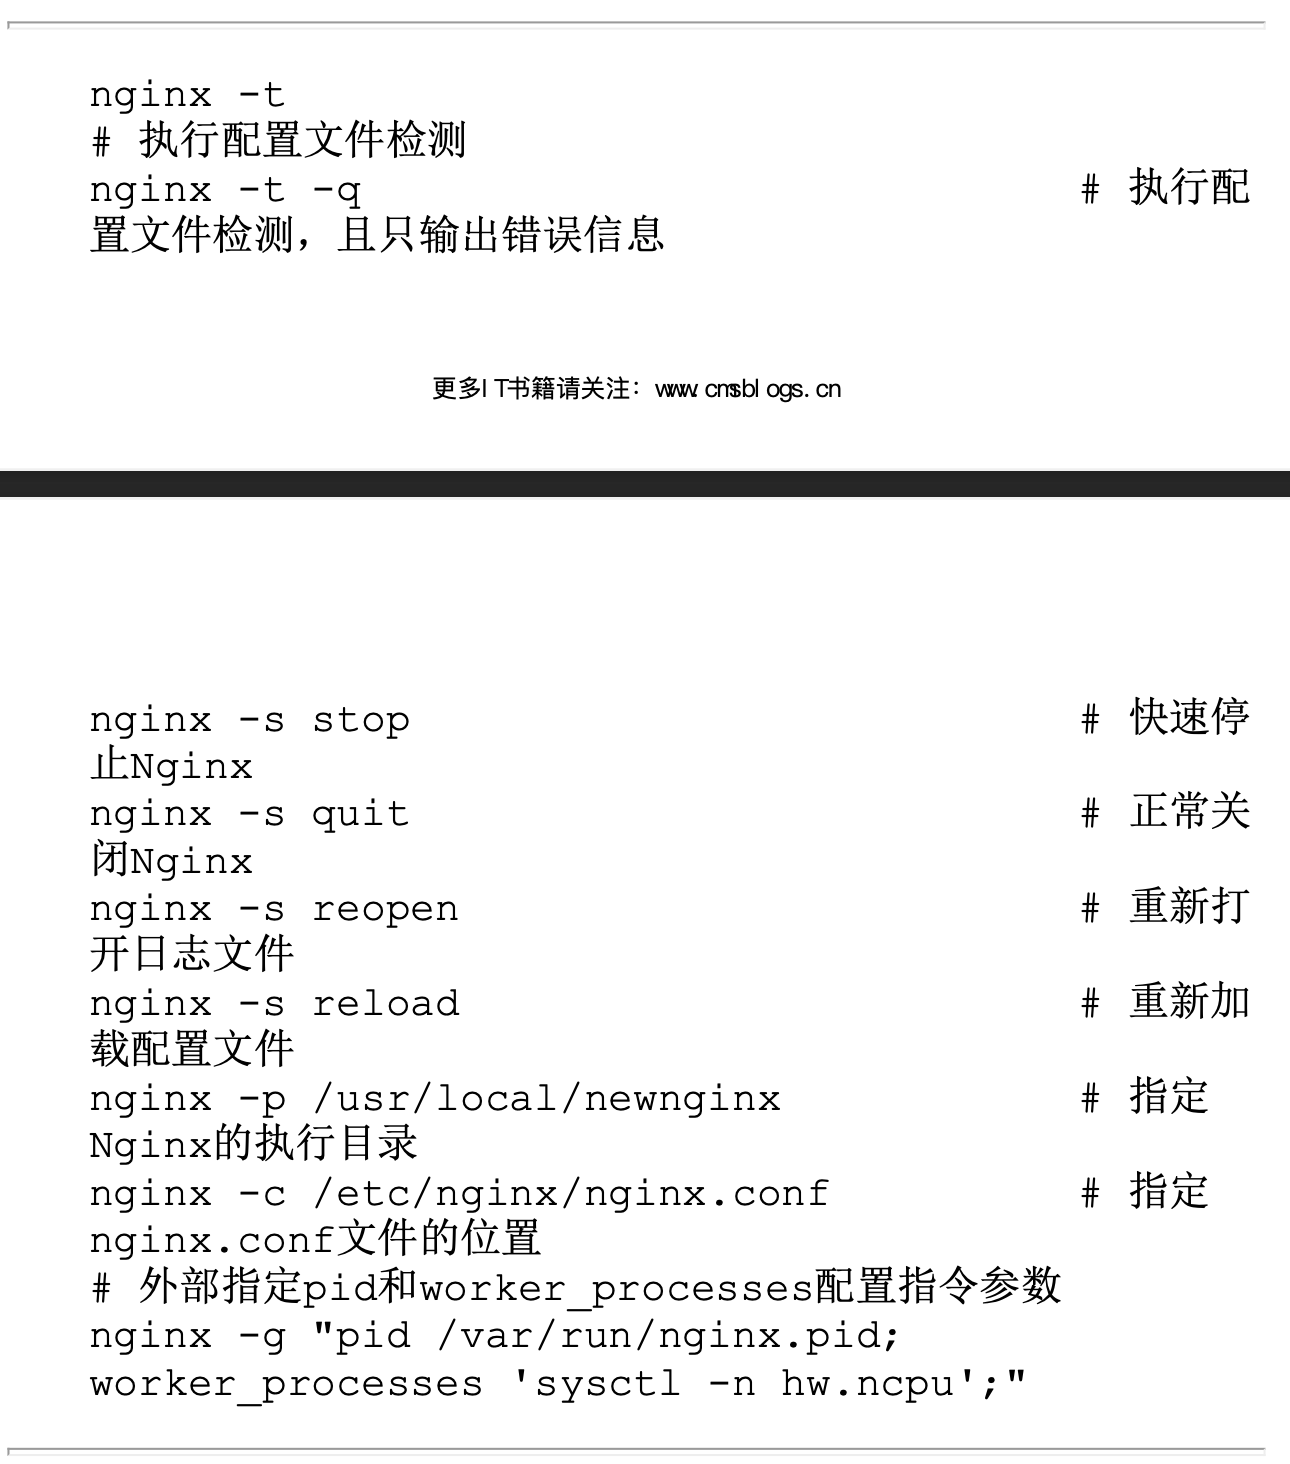 nginx -t
# 执行配置文件检测
nginx -t -q # 执行配
置文件检测，且只输出错误信息
更多IT书籍请关注：www.cmsblogs.cn
nginx -s stop # 快速停
止Nginx
nginx -s quit # 正常关
闭Nginx
nginx -s reopen # 重新打
开日志文件
nginx -s reload # 重新加
载配置文件
nginx -p /usr/local/newnginx # 指定
Nginx的执行目录
nginx -c /etc/nginx/nginx.conf # 指定
nginx.conf文件的位置
# 外部指定pid和worker_processes配置指令参数
nginx -g "pid /var/run/nginx.pid;
worker_processes 'sysctl -n hw.ncpu';"